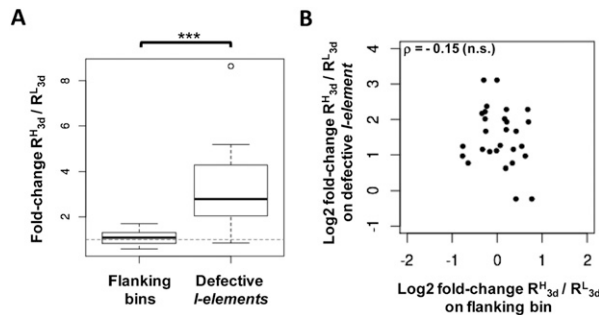 A
***
Fold-change R^H_3d / R^L_3d
8
6
4
2
Flanking bins
Defective I-elements
B
ρ = - 0.15 (n.s.)
Log2 fold-change R^H_3d / R^L_3d
on defective I-element
4
3
2
1
0
-1
-2
-1
0
1
2
Log2 fold-change R^H_3d / R^L_3d
on flanking bin